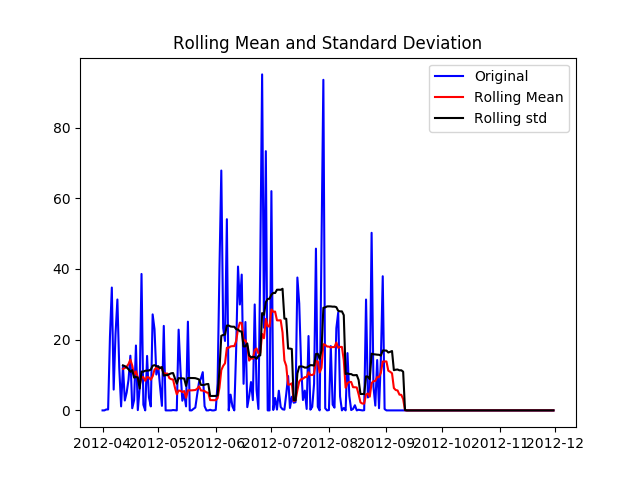 Rolling Mean and Standard Deviation
Original
Rolling Mean
Rolling std
80
60
40
20
0
2012-04 2012-05 2012-06 2012-07 2012-08 2012-09 2012-10 2012-11 2012-12